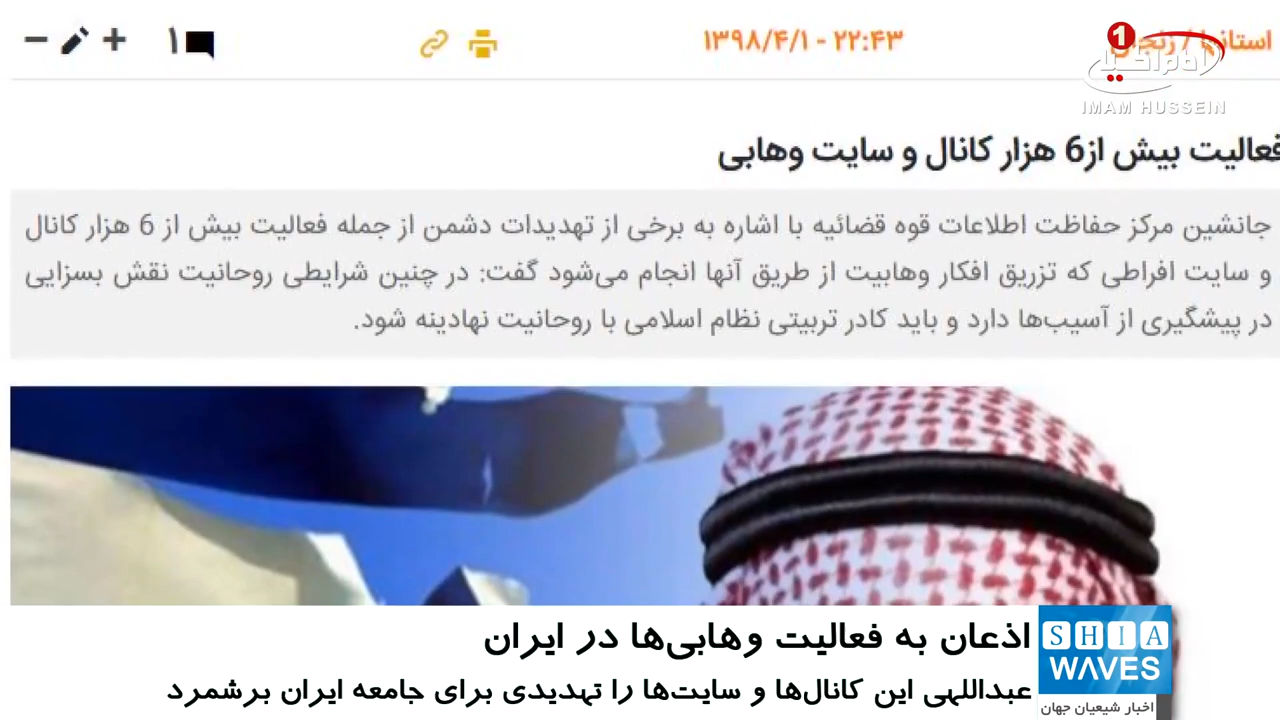 استانها / زنجان
۱۳۹۸/۴/۱ - ۲۲:۴۳
۱
1
IMAM HUSSEIN
فعالیت بیش از6 هزار کانال و سایت وهابی
جانشین مرکز حفاظت اطلاعات قوه قضائیه با اشاره به برخی از تهدیدات دشمن از جمله فعالیت بیش از 6 هزار کانال
و سایت افراطی که تزریق افکار وهابیت از طریق آنها انجام می‌شود گفت: در چنین شرایطی روحانیت نقش بسزایی
در پیشگیری از آسیب‌ها دارد و باید کادر تربیتی نظام اسلامی با روحانیت نهادینه شود.
اذعان به فعالیت وهابی‌ها در ایران
عبداللهی این کانال‌ها و سایت‌ها را تهدیدی برای جامعه ایران برشمرد
SHIA
WAVES
اخبار شیعیان جهان